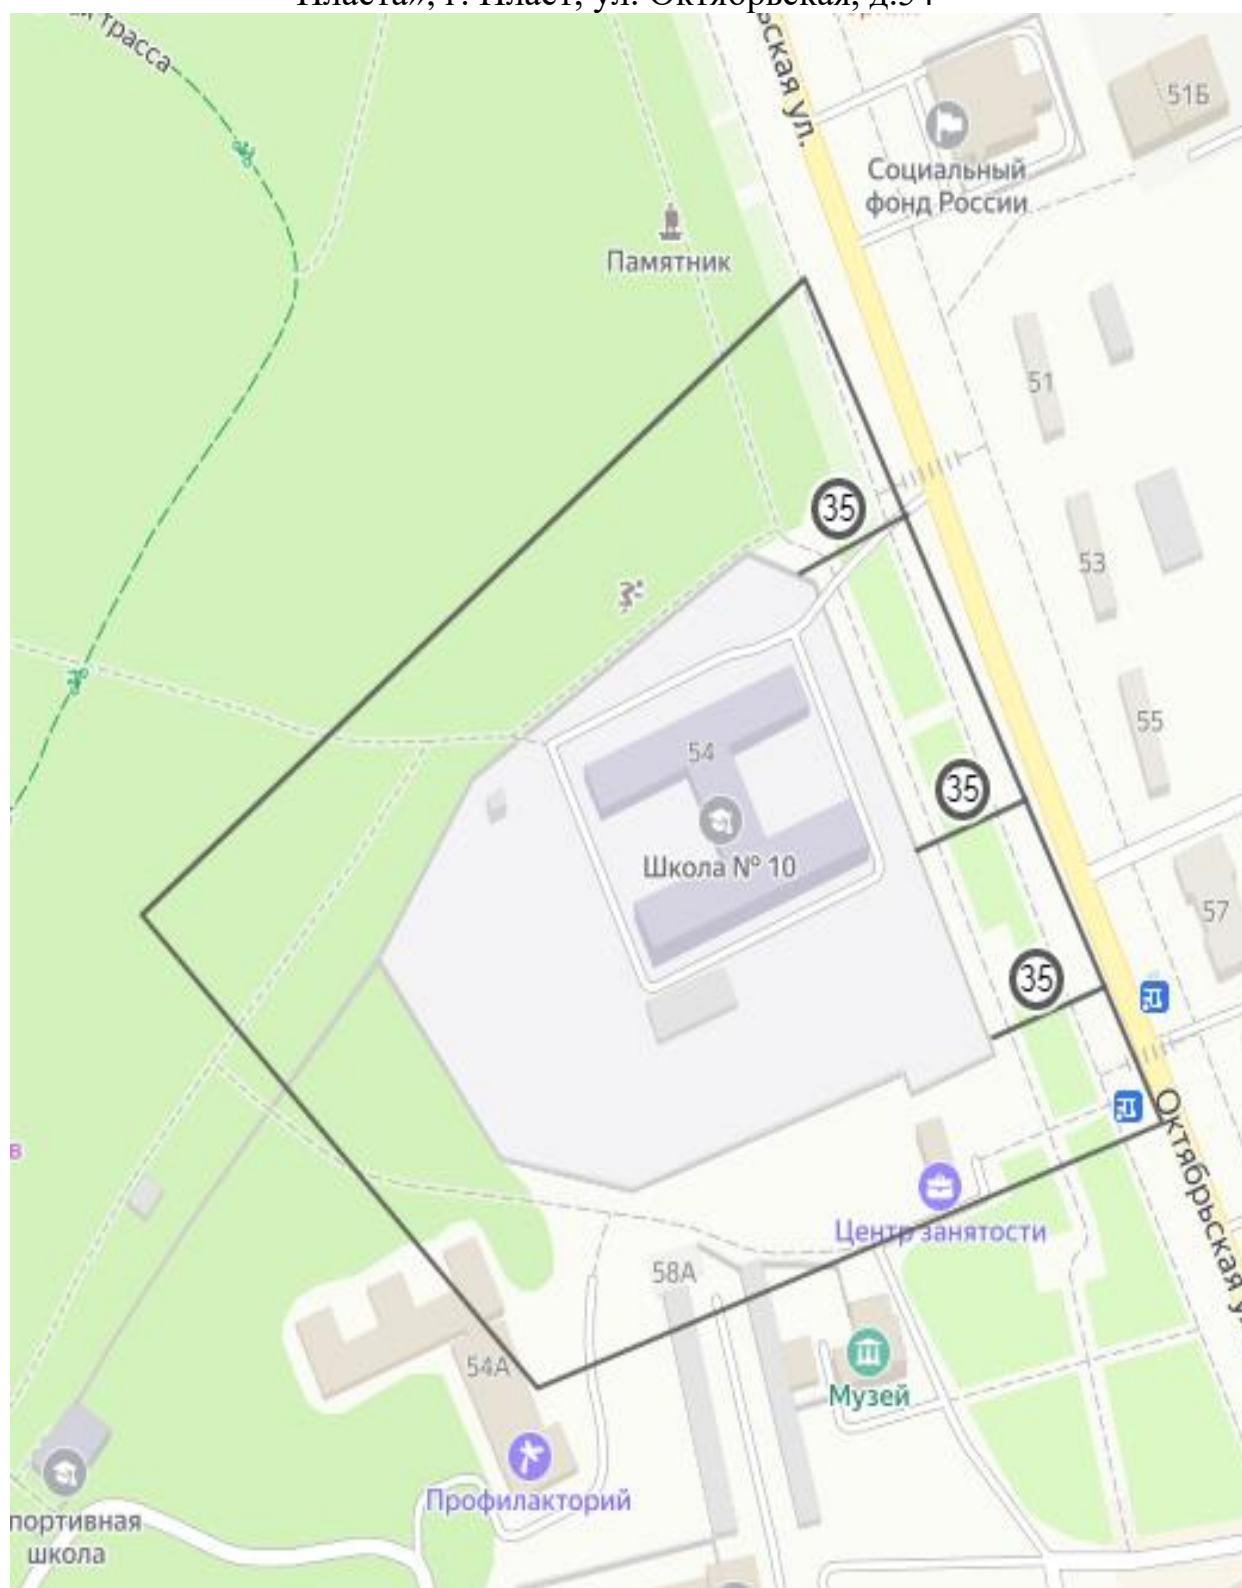 Пласта», г. Пласт, ул. Октябрьская, д.54
трасса
ьская ул.
51Б
Социальный
фонд России
Памятник
51
35
53
55
54
35
Школа № 10
57
35
в
Октябрьская у
Центр занятости
58А
54А
Музей
Профилакторий
портивная
школа